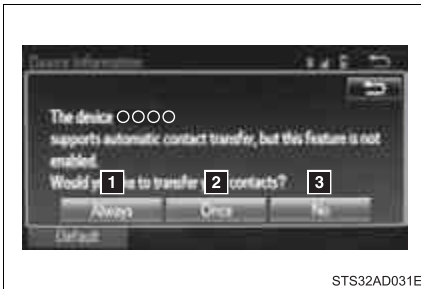 Device Information
The device ○○○○
supports automatic contact transfer, but this feature is not
enabled.
Would to transfer contacts?
1 2 3
Always Once No
Default
STS32AD031E